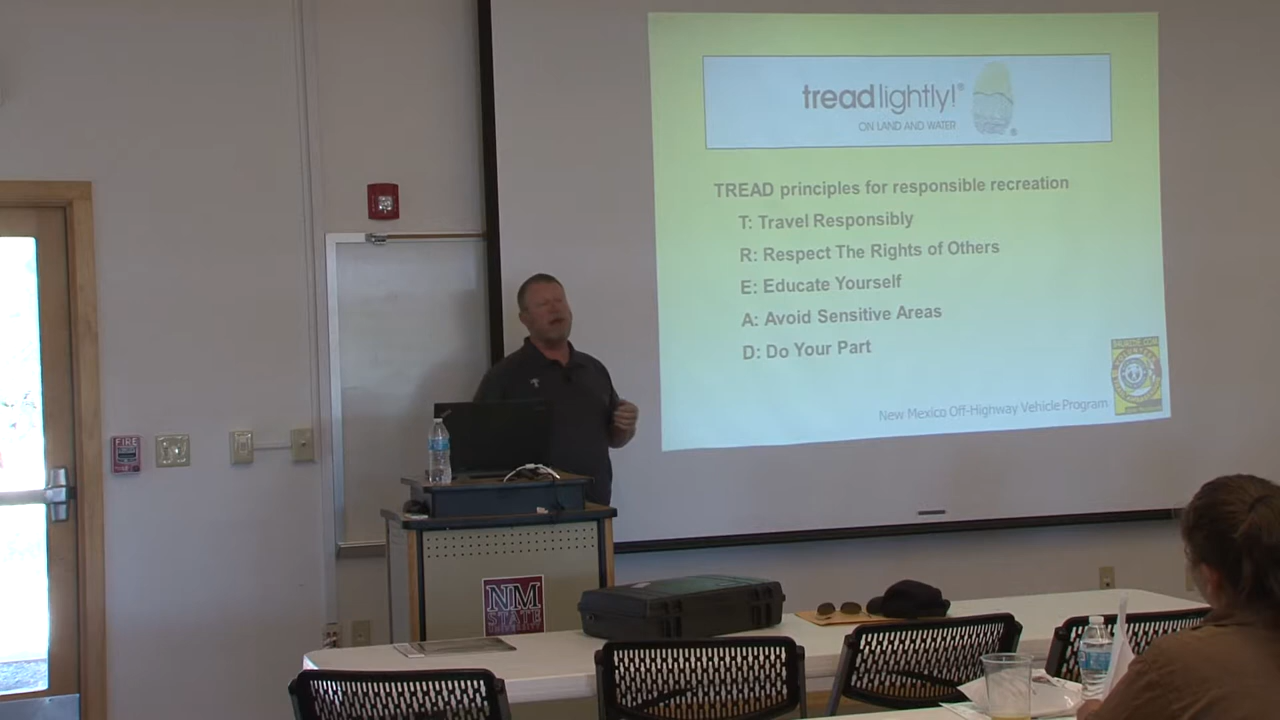 treadlightly!®
ON LAND AND WATER
TREAD principles for responsible recreation
T: Travel Responsibly
R: Respect The Rights of Others
E: Educate Yourself
A: Avoid Sensitive Areas
D: Do Your Part
New Mexico Off-Highway Vehicle Program
FIRE
NM
STATE
UNIVERSITY